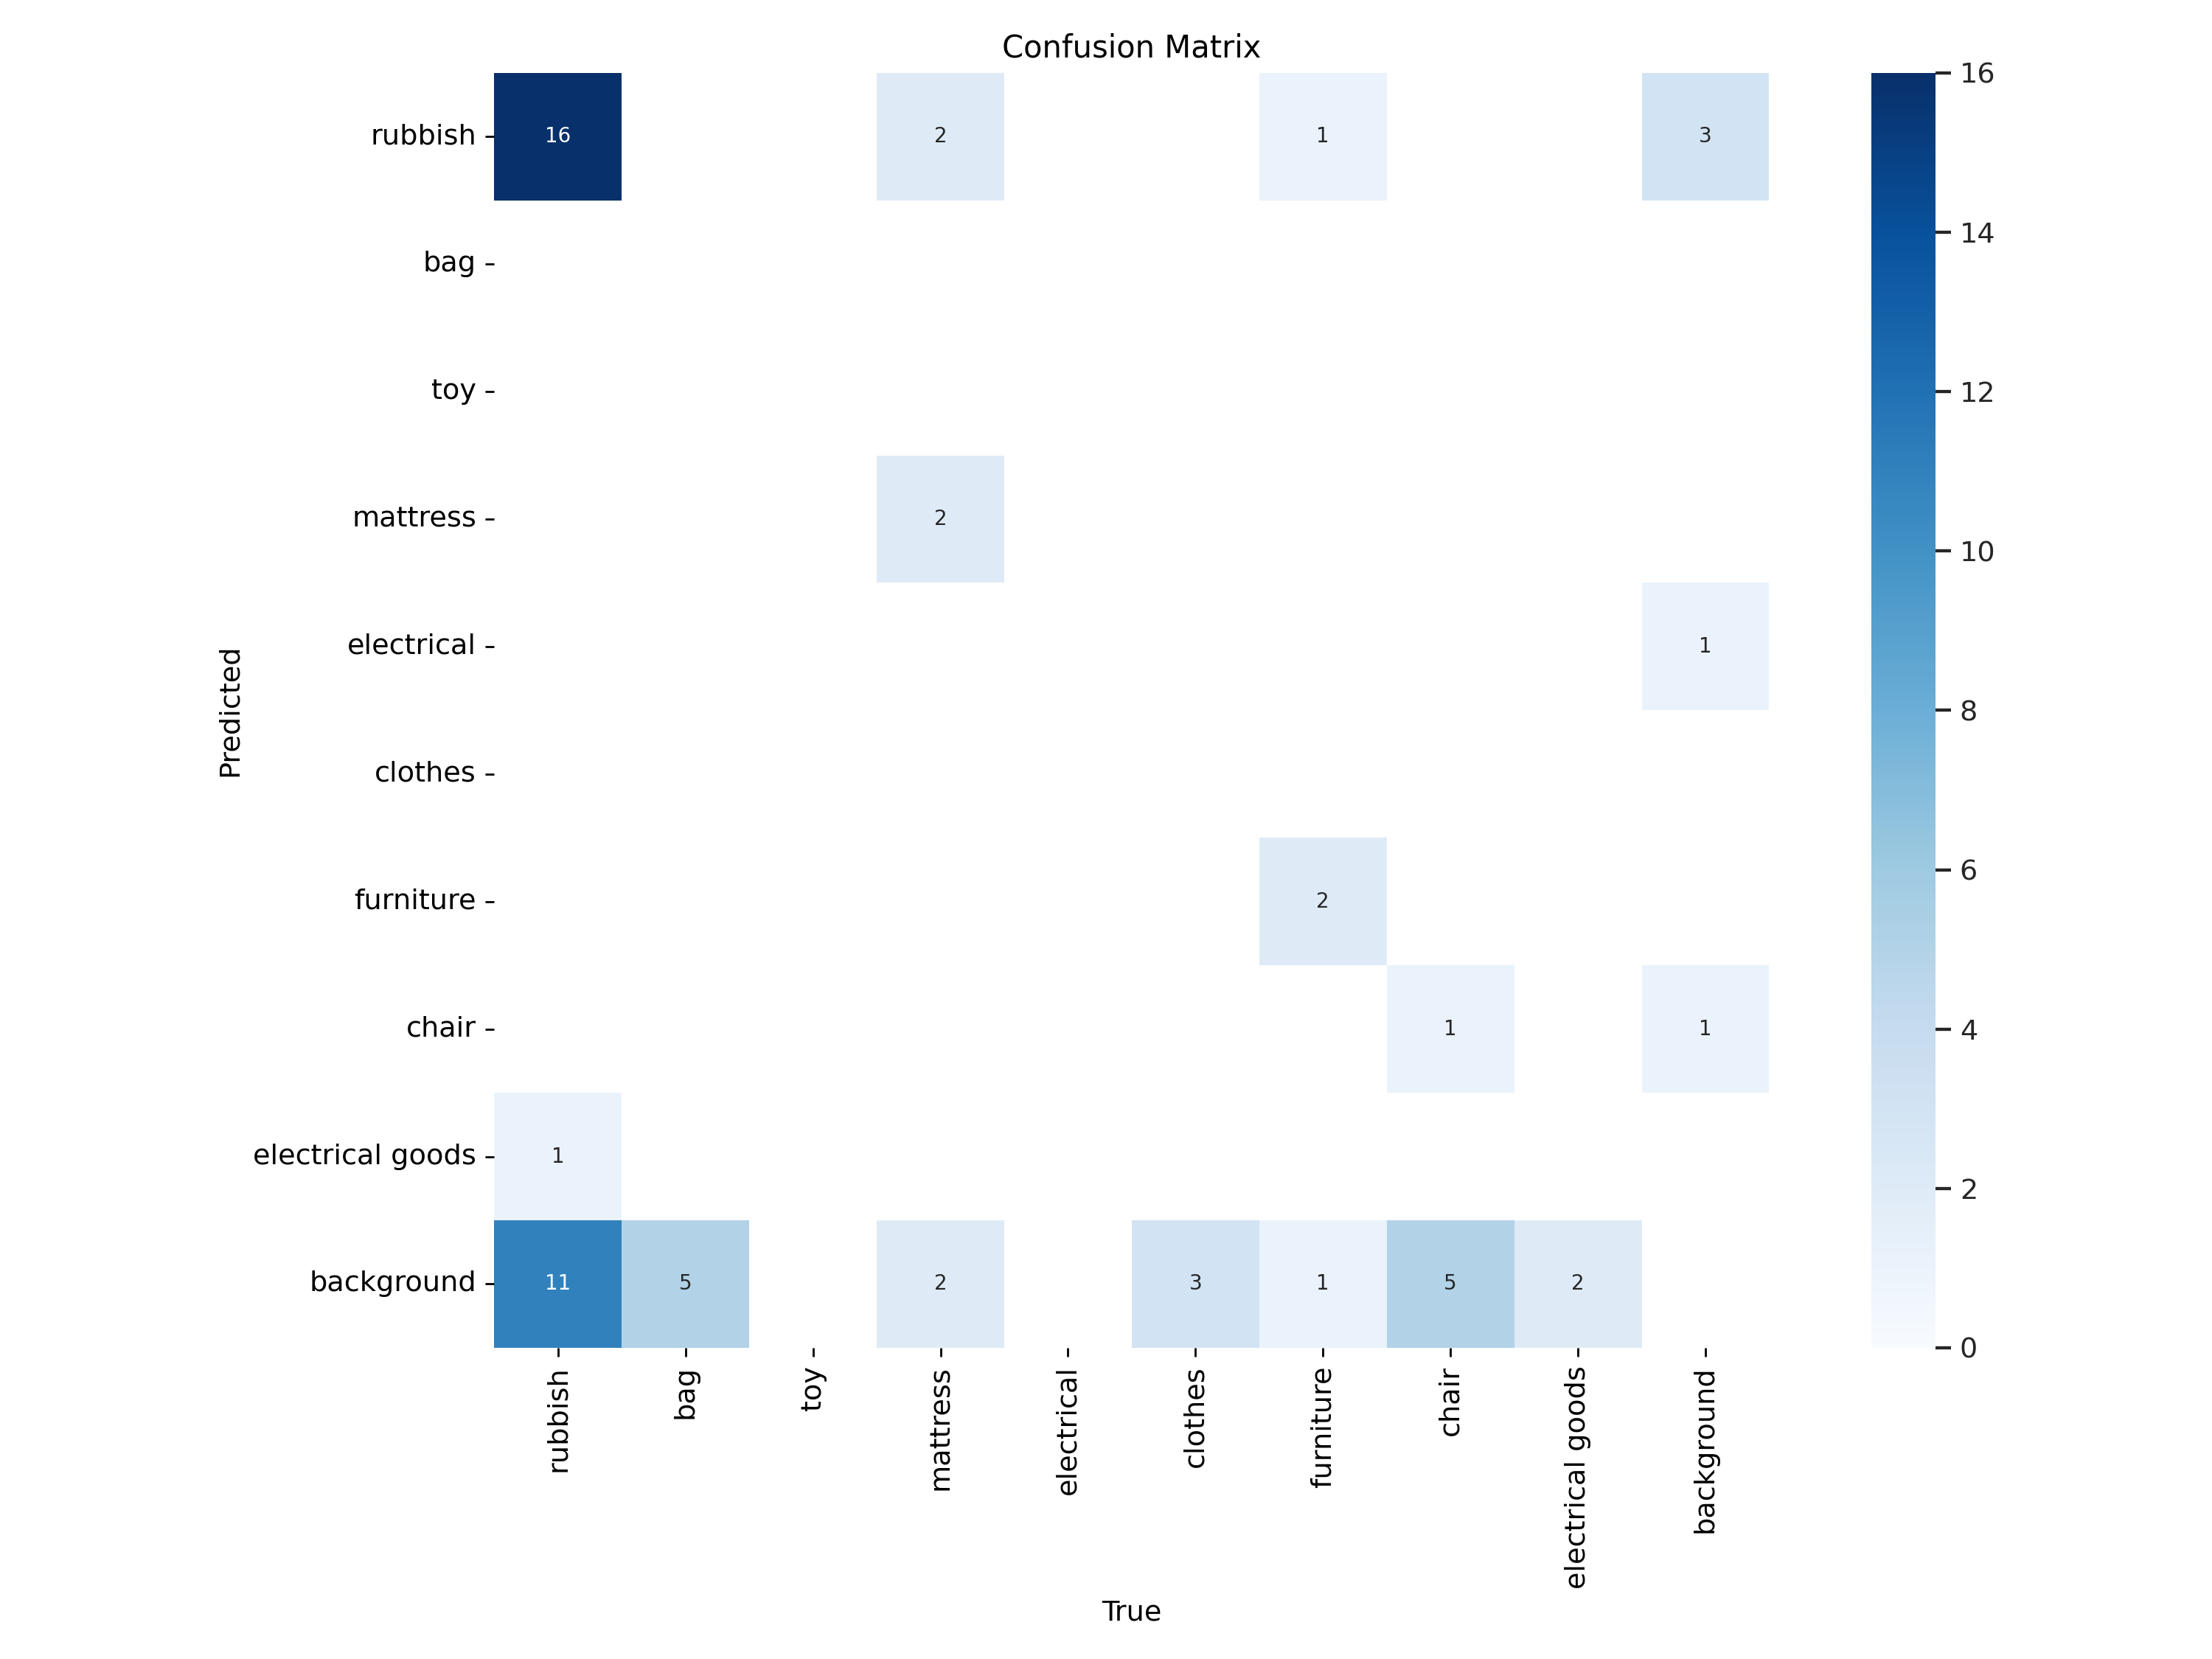 Confusion Matrix
rubbish 16 2 1 3
bag
toy
mattress 2
electrical 1
clothes
furniture 2
chair 1 1
electrical goods 1
background 11 5 2 3 1 5 2
Predicted
rubbish bag toy mattress electrical clothes furniture chair electrical goods background
True
16
14
12
10
8
6
4
2
0